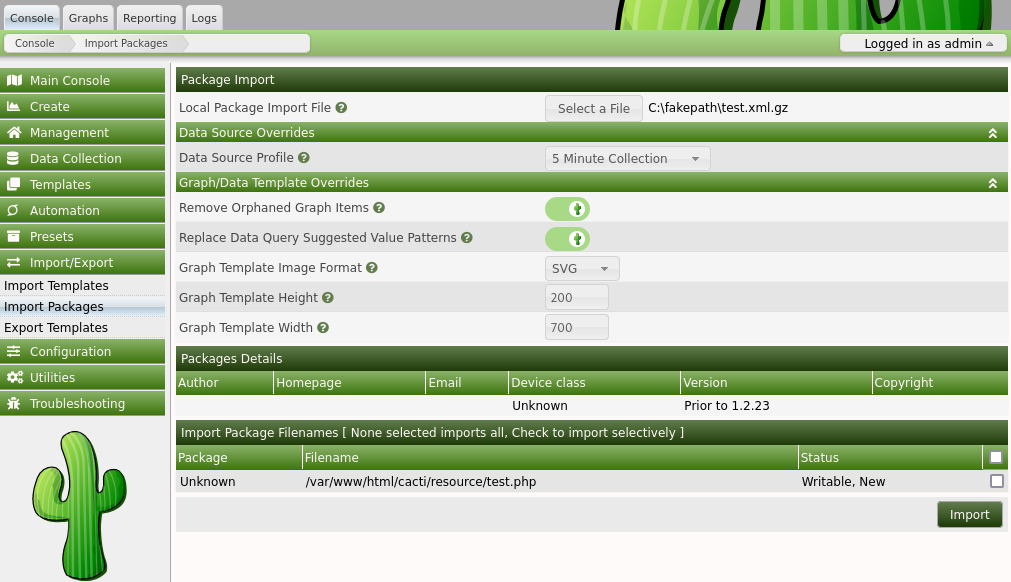 Console Graphs Reporting Logs
Console Import Packages Logged in as admin
Main Console
Create
Management
Data Collection
Templates
Automation
Presets
Import/Export
Import Templates
Import Packages
Export Templates
Configuration
Utilities
Troubleshooting
Package Import
Local Package Import File Select a File C:\fakepath\test.xml.gz
Data Source Overrides
Data Source Profile 5 Minute Collection
Graph/Data Template Overrides
Remove Orphaned Graph Items
Replace Data Query Suggested Value Patterns
Graph Template Image Format SVG
Graph Template Height 200
Graph Template Width 700
Packages Details
Author Homepage Email Device class Version Copyright
Unknown Prior to 1.2.23
Import Package Filenames [ None selected imports all, Check to import selectively ]
Package Filename Status
Unknown /var/www/html/cacti/resource/test.php Writable, New
Import